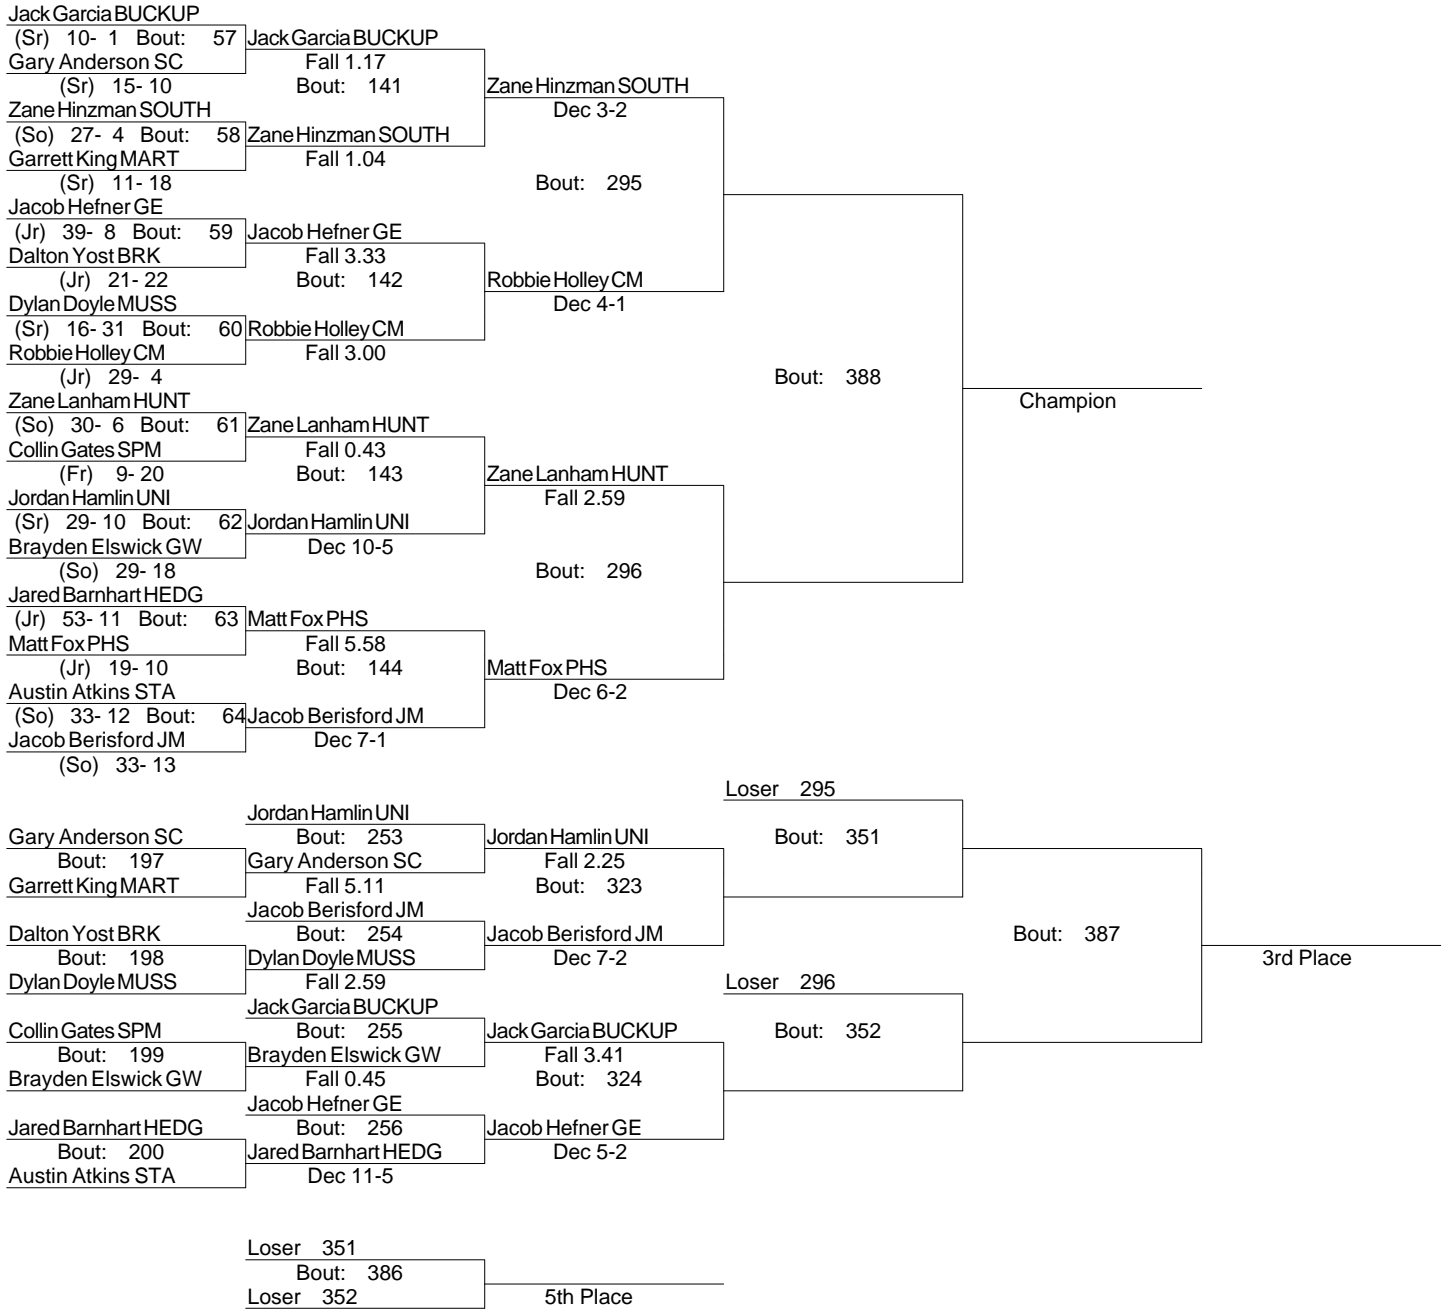 Jack Garcia BUCKUP
(Sr) 10- 1 Bout: 57 Jack Garcia BUCKUP
Gary Anderson SC Fall 1.17
(Sr) 15- 10 Bout: 141 Zane Hinzman SOUTH
Zane Hinzman SOUTH Dec 3-2
(So) 27- 4 Bout: 58 Zane Hinzman SOUTH
Garrett King MART Fall 1.04
(Sr) 11- 18 Bout: 295
Jacob Hefner GE
(Jr) 39- 8 Bout: 59 Jacob Hefner GE
Dalton Yost BRK Fall 3.33
(Jr) 21- 22 Bout: 142 Robbie Holley CM
Dylan Doyle MUSS Dec 4-1
(Sr) 16- 31 Bout: 60 Robbie Holley CM
Robbie Holley CM Fall 3.00
(Jr) 29- 4 Bout: 388
Zane Lanham HUNT Champion
(So) 30- 6 Bout: 61 Zane Lanham HUNT
Collin Gates SPM Fall 0.43
(Fr) 9- 20 Bout: 143 Zane Lanham HUNT
Jordan Hamlin UNI Fall 2.59
(Sr) 29- 10 Bout: 62 Jordan Hamlin UNI
Brayden Elswick GW Dec 10-5
(So) 29- 18 Bout: 296
Jared Barnhart HEDG
(Jr) 53- 11 Bout: 63 Matt Fox PHS
Matt Fox PHS Fall 5.58
(Jr) 19- 10 Bout: 144 Matt Fox PHS
Austin Atkins STA Dec 6-2
(So) 33- 12 Bout: 64 Jacob Berisford JM
Jacob Berisford JM Dec 7-1
(So) 33- 13
Loser 295
Jordan Hamlin UNI
Gary Anderson SC Bout: 253 Jordan Hamlin UNI Bout: 351
Bout: 197 Gary Anderson SC Fall 2.25
Garrett King MART Fall 5.11 Bout: 323
Jacob Berisford JM
Dalton Yost BRK Bout: 254 Jacob Berisford JM Bout: 387
Bout: 198 Dylan Doyle MUSS Dec 7-2 3rd Place
Dylan Doyle MUSS Fall 2.59 Loser 296
Jack Garcia BUCKUP
Collin Gates SPM Bout: 255 Jack Garcia BUCKUP Bout: 352
Bout: 199 Brayden Elswick GW Fall 3.41
Brayden Elswick GW Fall 0.45 Bout: 324
Jacob Hefner GE
Jared Barnhart HEDG Bout: 256 Jacob Hefner GE
Bout: 200 Jared Barnhart HEDG Dec 5-2
Austin Atkins STA Dec 11-5
Loser 351
Bout: 386
Loser 352 5th Place